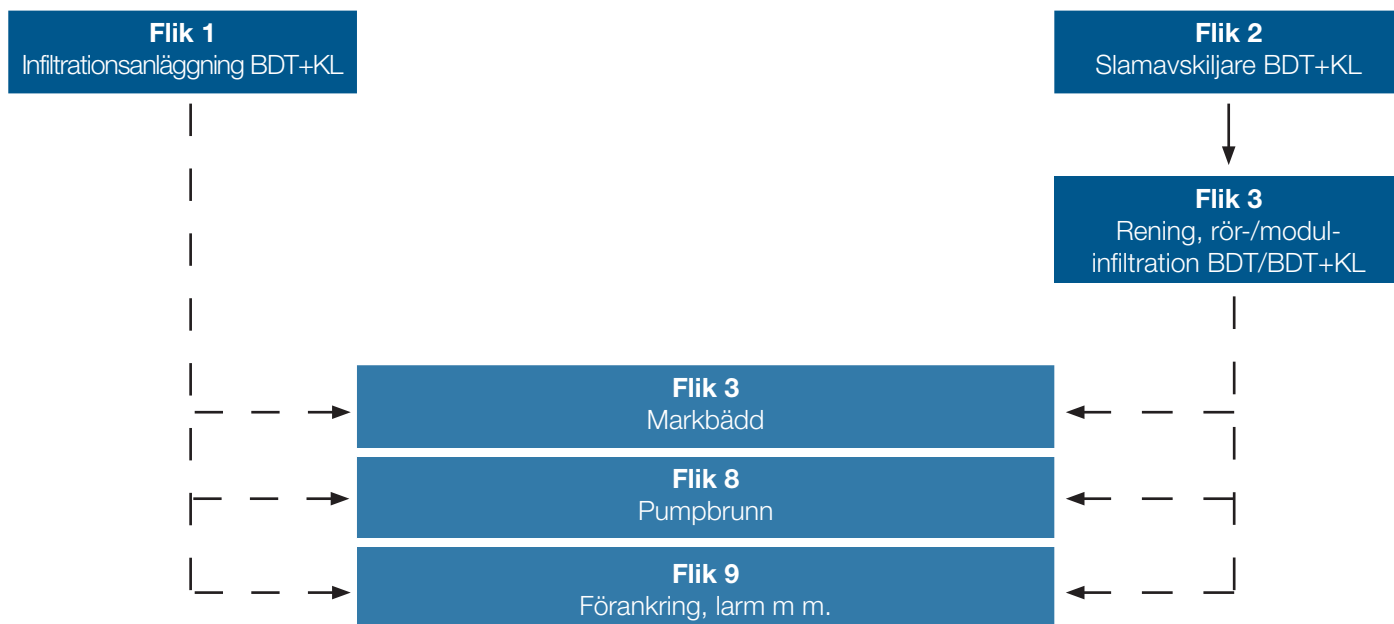 Flik 1
Infiltrationsanläggning BDT+KL
Flik 2
Slamavskiljare BDT+KL
Flik 3
Rening, rör-/modul-
infiltration BDT/BDT+KL
Flik 3
Markbädd
Flik 8
Pumpbrunn
Flik 9
Förankring, larm m m.